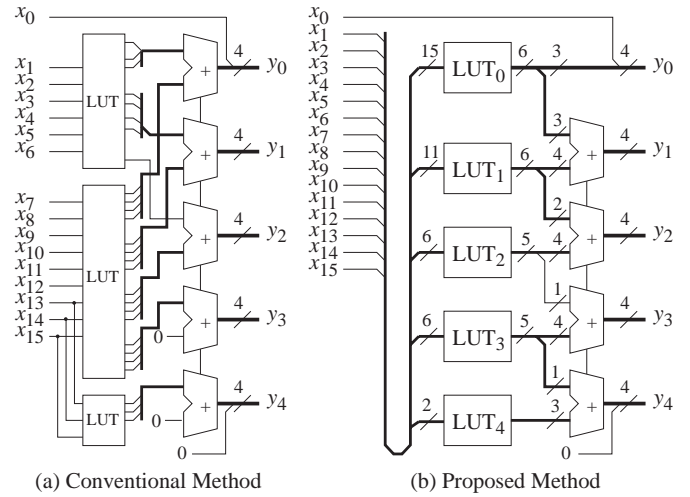 x0 4 y0
x1
x2
x3
x4
x5
x6
LUT
+
4 y1
+
x7
x8
x9
x10
x11
x12
x13
x14
x15
LUT
4 y2
+
4 y3
0 +
LUT
4 y4
0 +
0
(a) Conventional Method
x0
x1
x2
x3
x4
x5
x6
x7
x8
x9
x10
x11
x12
x13
x14
x15
15 LUT0 6 3 4 y0
3
11 LUT1 6 4 + 4 y1
2
6 LUT2 5 4 + 4 y2
1
6 LUT3 5 4 + 4 y3
1
2 LUT4 3 + 4 y4
0
(b) Proposed Method